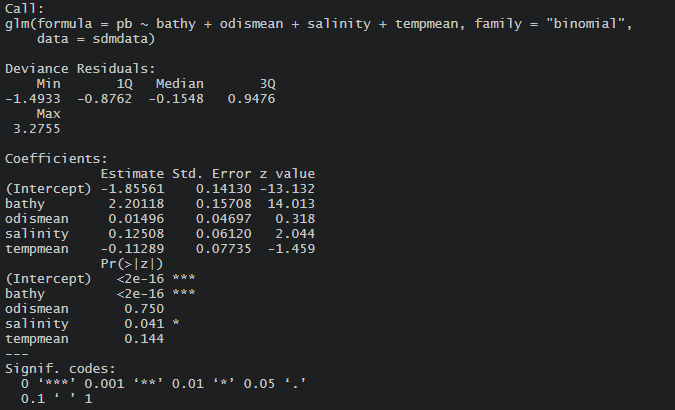 Call:
glm(formula = pb ~ bathy + odismean + salinity + tempmean, family = "binomial",
    data = sdmdata)

Deviance Residuals:
    Min      1Q  Median      3Q
-1.4933 -0.8762 -0.1548  0.9476
    Max
 3.2755

Coefficients:
            Estimate Std. Error z value
(Intercept) -1.85561    0.14130 -13.132
bathy        2.20118    0.15708  14.013
odismean     0.01496    0.04697   0.318
salinity     0.12508    0.06120   2.044
tempmean    -0.11289    0.07735  -1.459
            Pr(>|z|)
(Intercept)   <2e-16 ***
bathy         <2e-16 ***
odismean       0.750
salinity       0.041 *
tempmean       0.144
---
Signif. codes:
  0 ‘***’ 0.001 ‘**’ 0.01 ‘*’ 0.05 ‘.’
  0.1 ‘ ’ 1